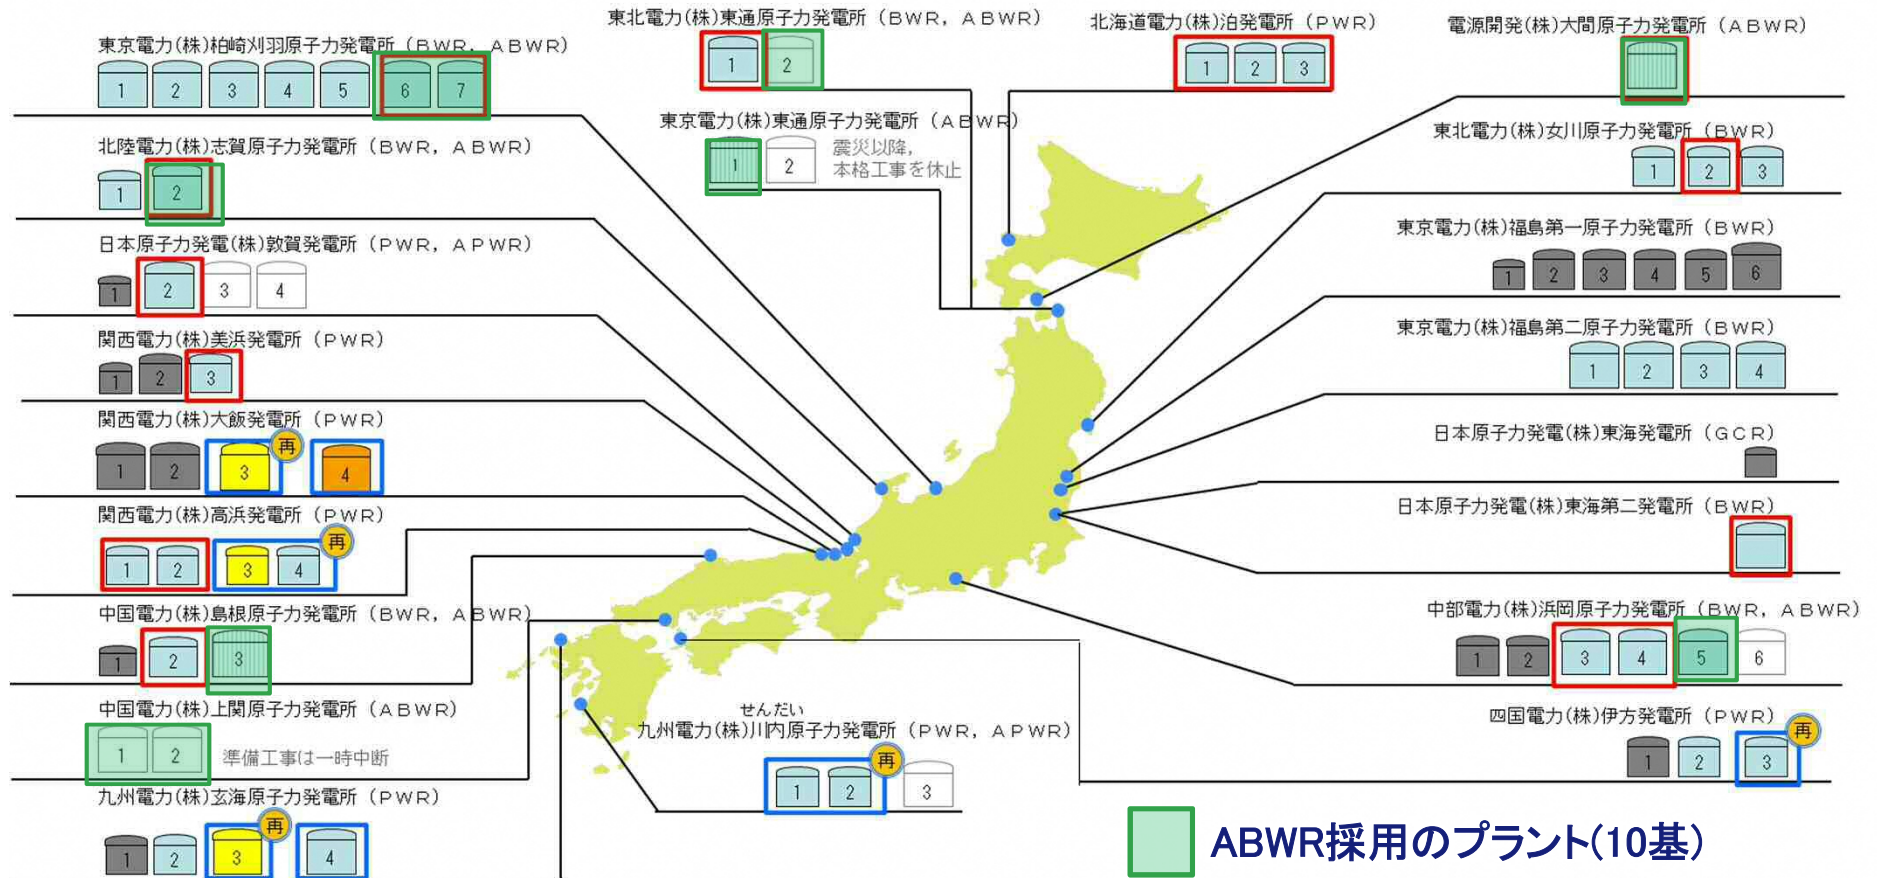 東京電力(株)柏崎刈羽原子力発電所(BWR, ABWR)
1 2 3 4 5 6 7
北陸電力(株)志賀原子力発電所(BWR, ABWR)
1 2
日本原子力発電(株)敦賀発電所(PWR, APWR)
1 2 3 4
関西電力(株)美浜発電所(PWR)
1 2 3
関西電力(株)大飯発電所(PWR)
1 2 3 再 4
関西電力(株)高浜発電所(PWR)
1 2 3 4 再
中国電力(株)島根原子力発電所(BWR, ABWR)
1 2 3
中国電力(株)上関原子力発電所(ABWR)
1 2 準備工事は一時中断
九州電力(株)玄海原子力発電所(PWR)
1 2 3 再 4
東北電力(株)東通原子力発電所(BWR, ABWR)
1 2
東京電力(株)東通原子力発電所(ABWR)
1 2
震災以降,
本格工事を休止
北海道電力(株)泊発電所(PWR)
1 2 3
せんだい
九州電力(株)川内原子力発電所(PWR, APWR)
1 2 再 3
電源開発(株)大間原子力発電所(ABWR)
東北電力(株)女川原子力発電所(BWR)
1 2 3
東京電力(株)福島第一原子力発電所(BWR)
1 2 3 4 5 6
東京電力(株)福島第二原子力発電所(BWR)
1 2 3 4
日本原子力発電(株)東海発電所(GCR)
日本原子力発電(株)東海第二発電所(BWR)
中部電力(株)浜岡原子力発電所(BWR, ABWR)
1 2 3 4 5 6
四国電力(株)伊方発電所(PWR)
1 2 3 再
ABWR採用のプラント(10基)